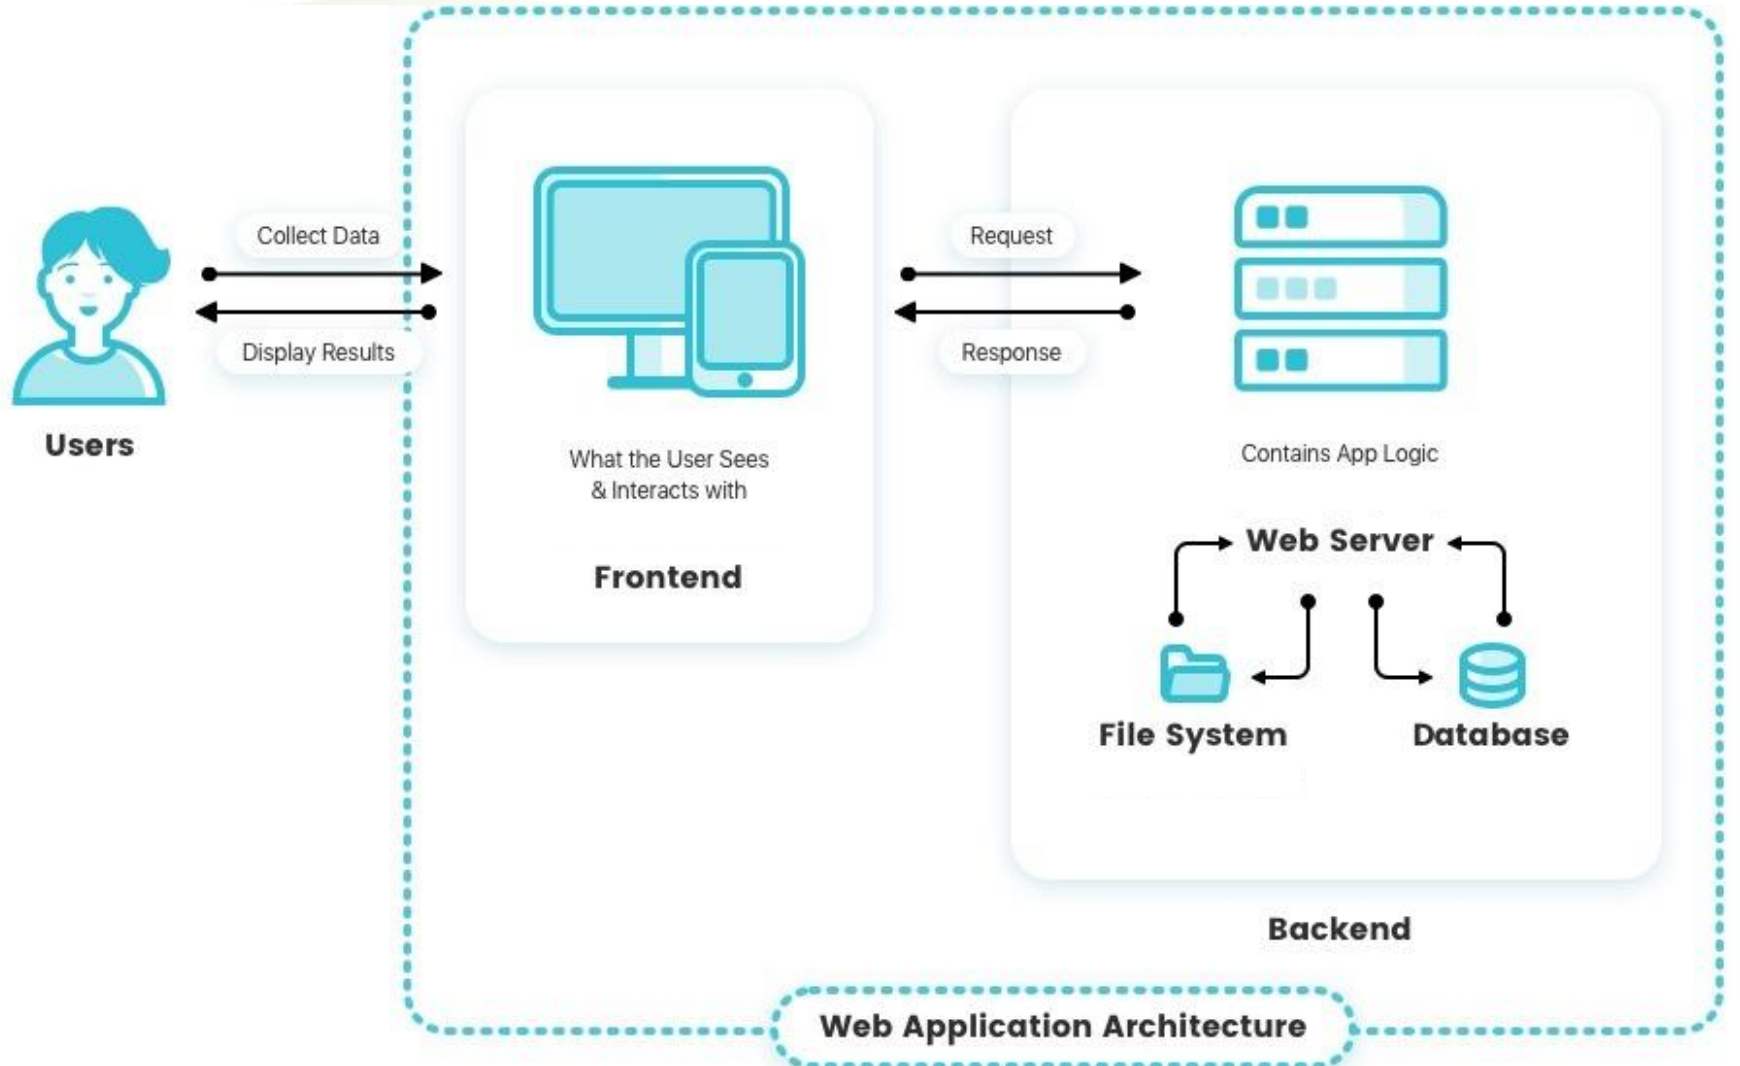 Collect Data
Display Results
Users
What the User Sees
& Interacts with
Frontend
Request
Response
Contains App Logic
Web Server
File System
Database
Backend
Web Application Architecture